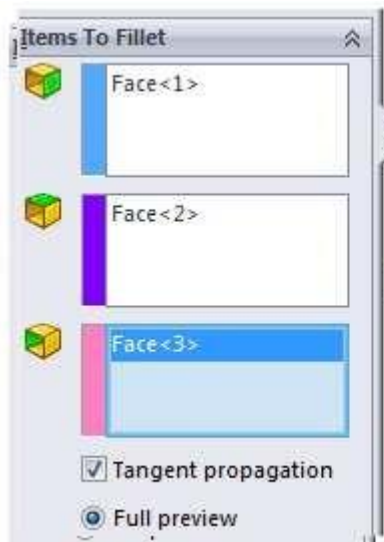 Items To Fillet
Face<1>
Face<2>
Face<3>
Tangent propagation
Full preview